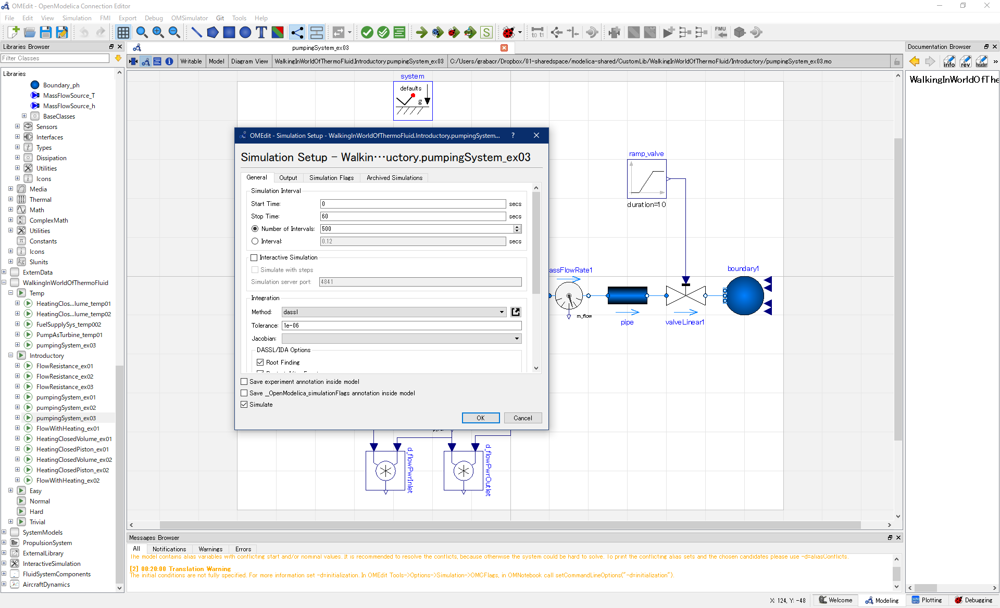 OMEdit - OpenModelica Connection Editor
File Edit View Simulation FMI Export Debug OMSimulator Git Tools Help
T S to t1 FMU
Libraries Browser
Filter Classes
Libraries
Boundary_ph
MassFlowSource_T
MassFlowSource_h
BaseClasses
Sensors
Interfaces
Types
Dissipation
Utilities
Icons
Media
Thermal
Math
ComplexMath
Utilities
Constants
Icons
SIunits
ExternData
WalkingInWorldOfThermoFluid
Temp
HeatingClos...lume_temp01
HeatingClos...lume_temp02
FuelSupplySys_temp002
PumpAsTurbine_temp01
pumpingSystem_ex03
Introductory
FlowResistance_ex01
FlowResistance_ex02
FlowResistance_ex03
pumpingSystem_ex01
pumpingSystem_ex02
pumpingSystem_ex03
FlowWithHeating_ex01
HeatingClosedVolume_ex01
HeatingClosedPiston_ex01
HeatingClosedVolume_ex02
HeatingClosedPiston_ex02
FlowWithHeating_ex02
Easy
Normal
Hard
Trivial
SystemModels
PropulsionSystem
ExternalLibrary
InteractiveSimulation
FluidSystemComponents
AircraftDynamics
pumpingSystem_ex03
Writable Model Diagram View WalkingInWorldOfThermoFluid.Introductory.pumpingSystem_ex03 C:/Users/grabacr/Dropbox/01-sharedspace/modelica-shared/CustomLib/WalkingInWorldOfThermoFluid/Introductory/pumpingSystem_ex03.mo
system
defaults
g
ramp_valve
duration=10
assFlowRate1
m_flow
pipe
valveLinear1
boundary1
d_flowPwrInlet
d_flowPwrOutlet
OMEdit - Simulation Setup - WalkingInWorldOfThermoFluid.Introductory.pumpingSystem... ?
Simulation Setup - Walkin…uctory.pumpingSystem_ex03
General Output Simulation Flags Archived Simulations
Simulation Interval
Start Time: 0 secs
Stop Time: 60 secs
Number of Intervals: 500
Interval: 0.12 secs
Interactive Simulation
Simulate with steps
Simulation server port: 4841
Integration
Method: dassl
Tolerance: 1e-06
Jacobian:
DASSL/IDA Options
Root Finding
Save experiment annotation inside model
Save __OpenModelica_simulationFlags annotation inside model
Simulate
OK Cancel
Messages Browser
All Notifications Warnings Errors
The model contains alias variables with conflicting start and/or nominal values. It is recommended to resolve the conflicts, because otherwise the system could be hard to solve. To print the conflicting alias sets and the chosen candidates please use -d=aliasConflicts.
[2] 00:20:00 Translation Warning
The initial conditions are not fully specified. For more information set -d=initialization. In OMEdit Tools->Options->Simulation->OMCFlags, in OMNotebook call setCommandLineOptions("-d=initialization").
Documentation Browser
info rev header »
WalkingInWorldOfThe
X: 124, Y: -48 Welcome Modeling Plotting Debugging